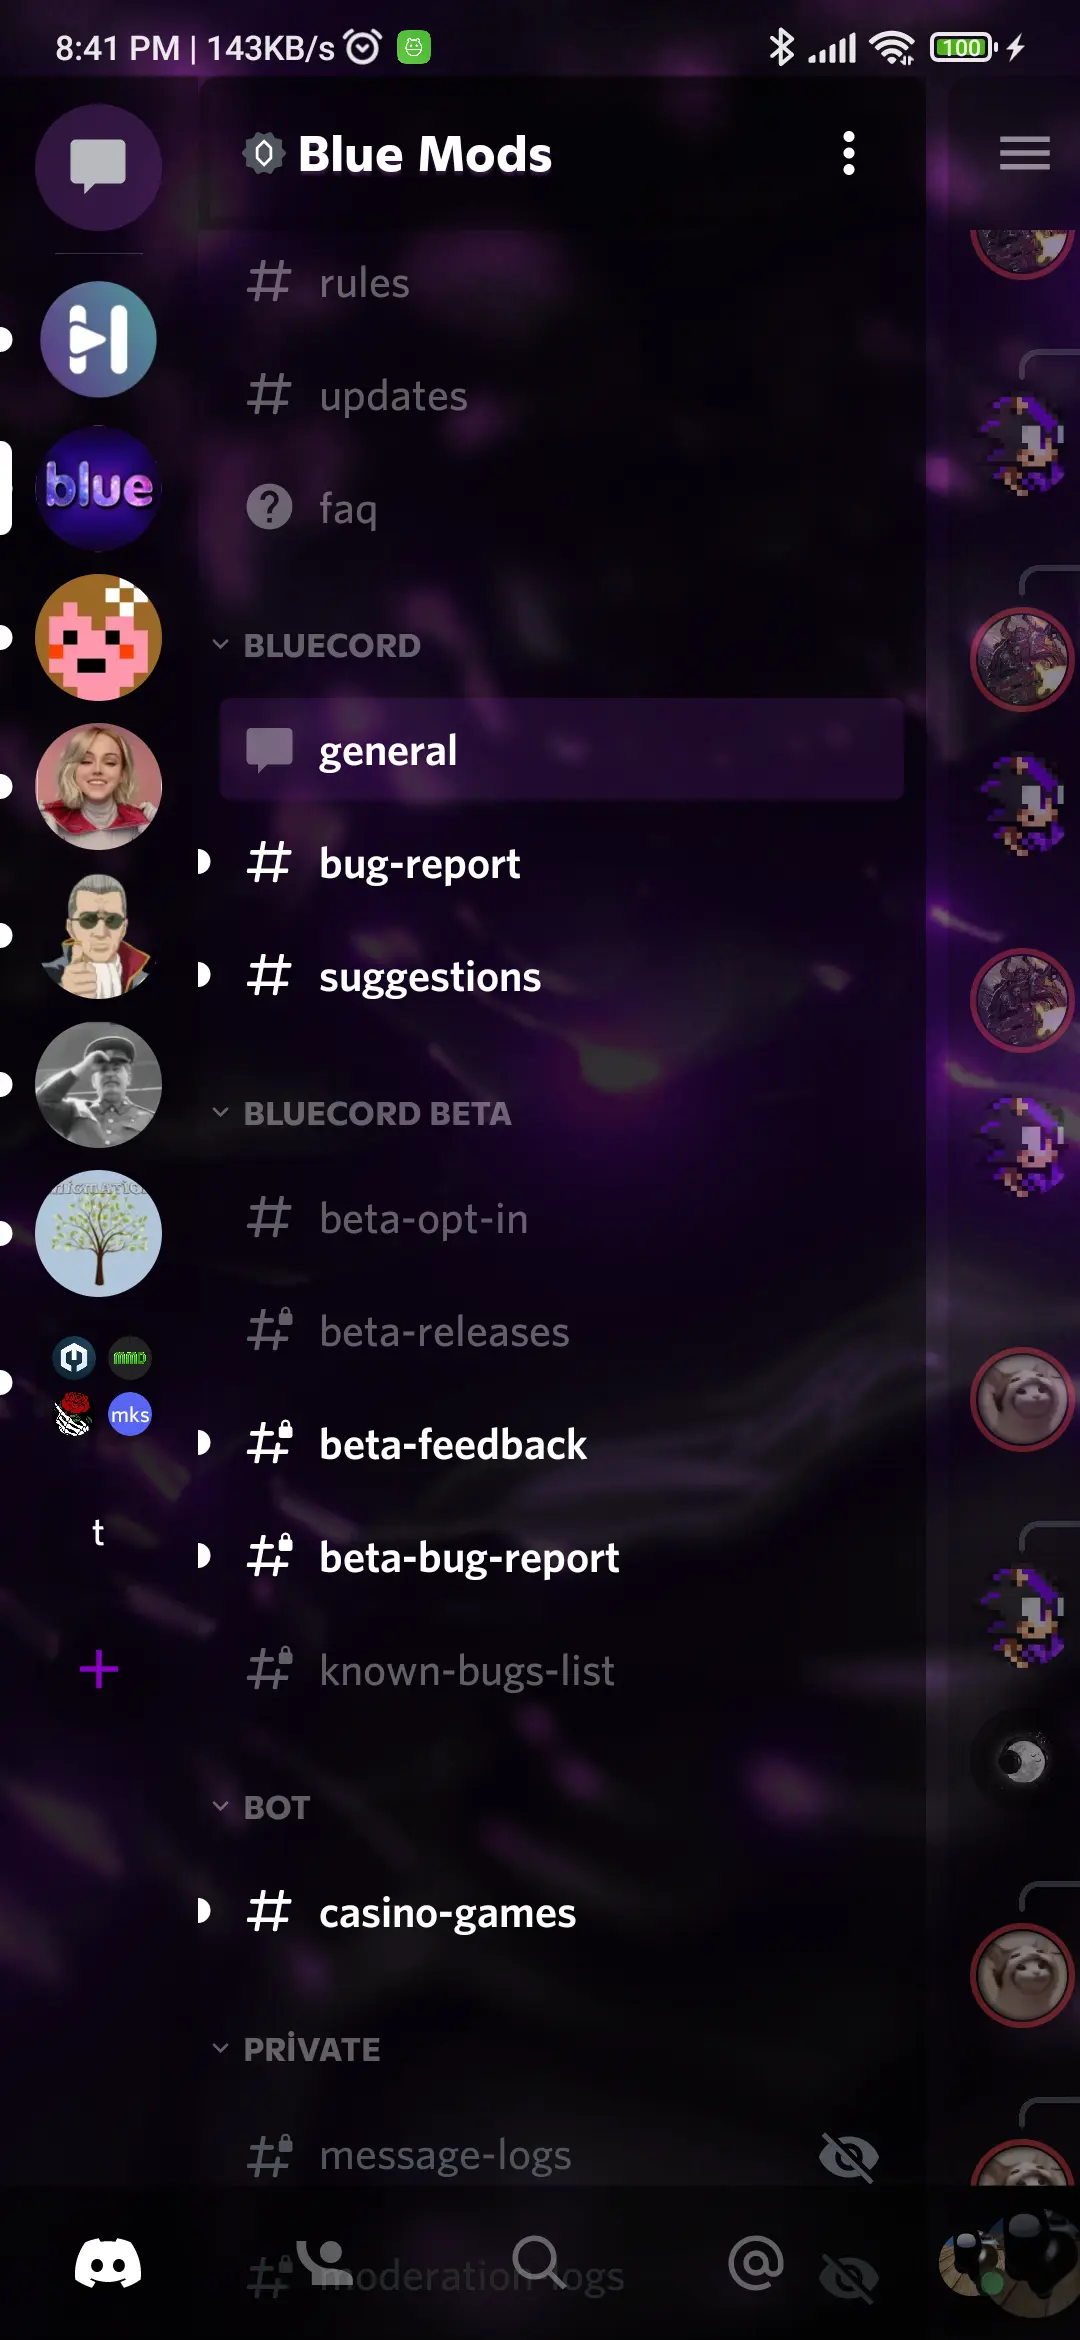 8:41 PM | 143KB/s
100
Blue Mods
rules
updates
faq
blue
BLUECORD
general
bug-report
suggestions
BLUECORD BETA
beta-opt-in
beta-releases
mmd
mks
beta-feedback
t
beta-bug-report
known-bugs-list
BOT
casino-games
PRİVATE
message-logs
moderation-logs